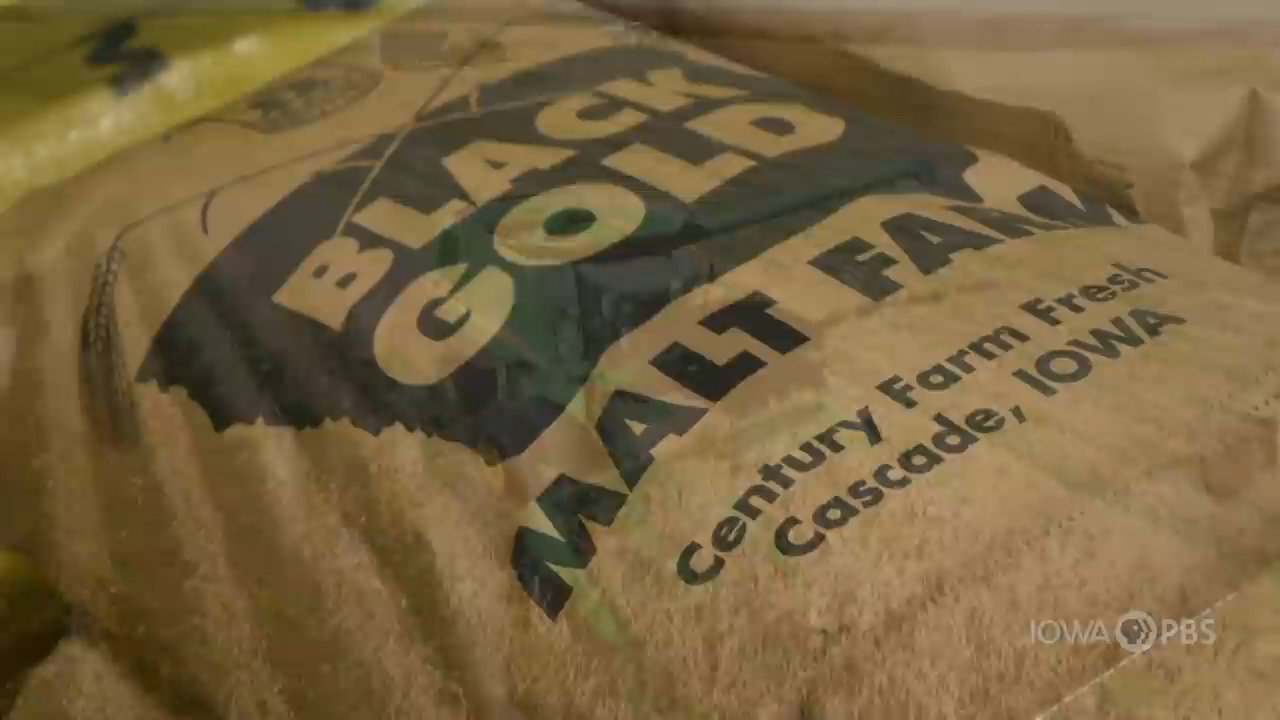 BLACK
GOLD
MALT FARM
Century Farm Fresh
Cascade, IOWA
IOWA PBS